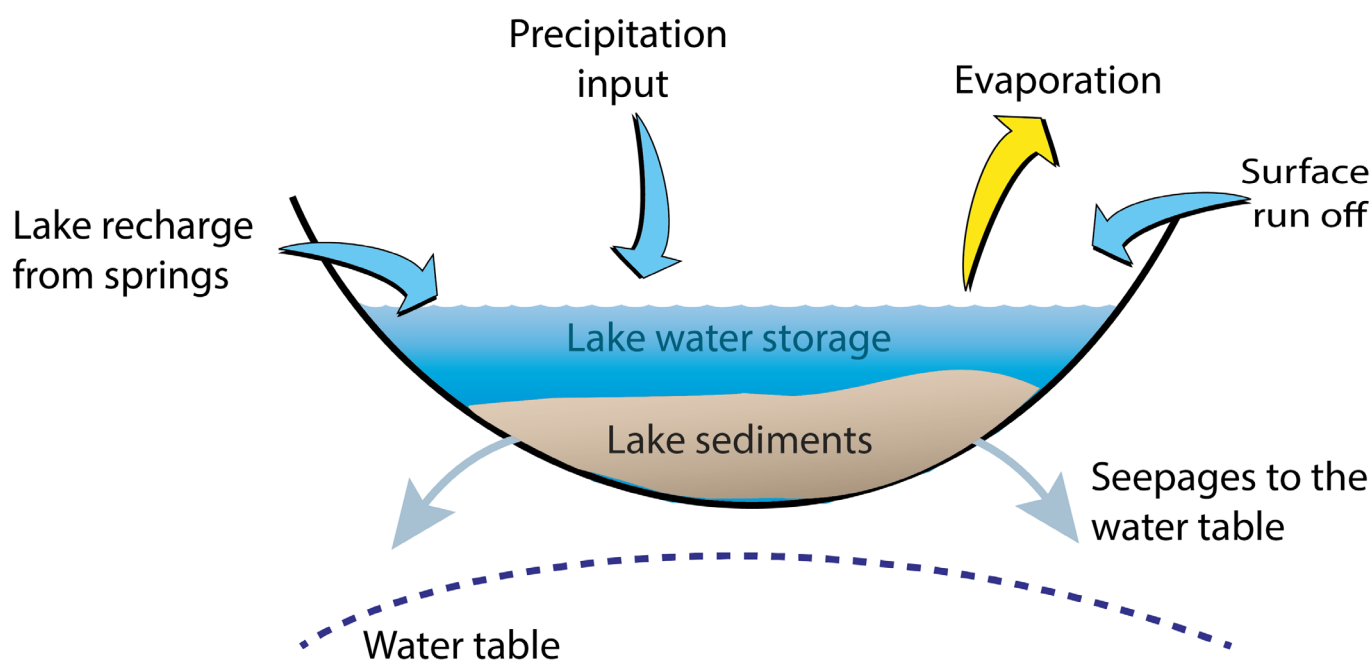 Precipitation
input
Evaporation
Surface
run off
Lake recharge
from springs
Lake water storage
Lake sediments
Seepages to the
water table
Water table